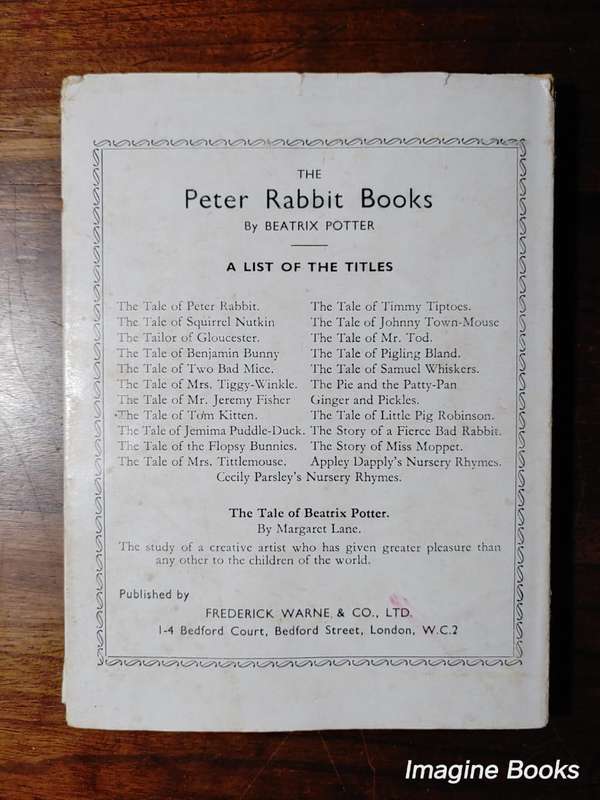 THE
Peter Rabbit Books
By BEATRIX POTTER
A LIST OF THE TITLES
The Tale of Peter Rabbit.
The Tale of Squirrel Nutkin
The Tailor of Gloucester.
The Tale of Benjamin Bunny
The Tale of Two Bad Mice.
The Tale of Mrs. Tiggy-Winkle.
The Tale of Mr. Jeremy Fisher
The Tale of Tom Kitten.
The Tale of Jemima Puddle-Duck.
The Tale of the Flopsy Bunnies.
The Tale of Mrs. Tittlemouse.
The Tale of Timmy Tiptoes.
The Tale of Johnny Town-Mouse
The Tale of Mr. Tod.
The Tale of Pigling Bland.
The Tale of Samuel Whiskers.
The Pie and the Patty-Pan
Ginger and Pickles.
The Tale of Little Pig Robinson.
The Story of a Fierce Bad Rabbit.
The Story of Miss Moppet.
Appley Dapply's Nursery Rhymes.
Cecily Parsley's Nursery Rhymes.
The Tale of Beatrix Potter.
By Margaret Lane.
The study of a creative artist who has given greater pleasure than
any other to the children of the world.
Published by
FREDERICK WARNE & CO., LTD.
1-4 Bedford Court, Bedford Street, London, W.C.2
Imagine Books